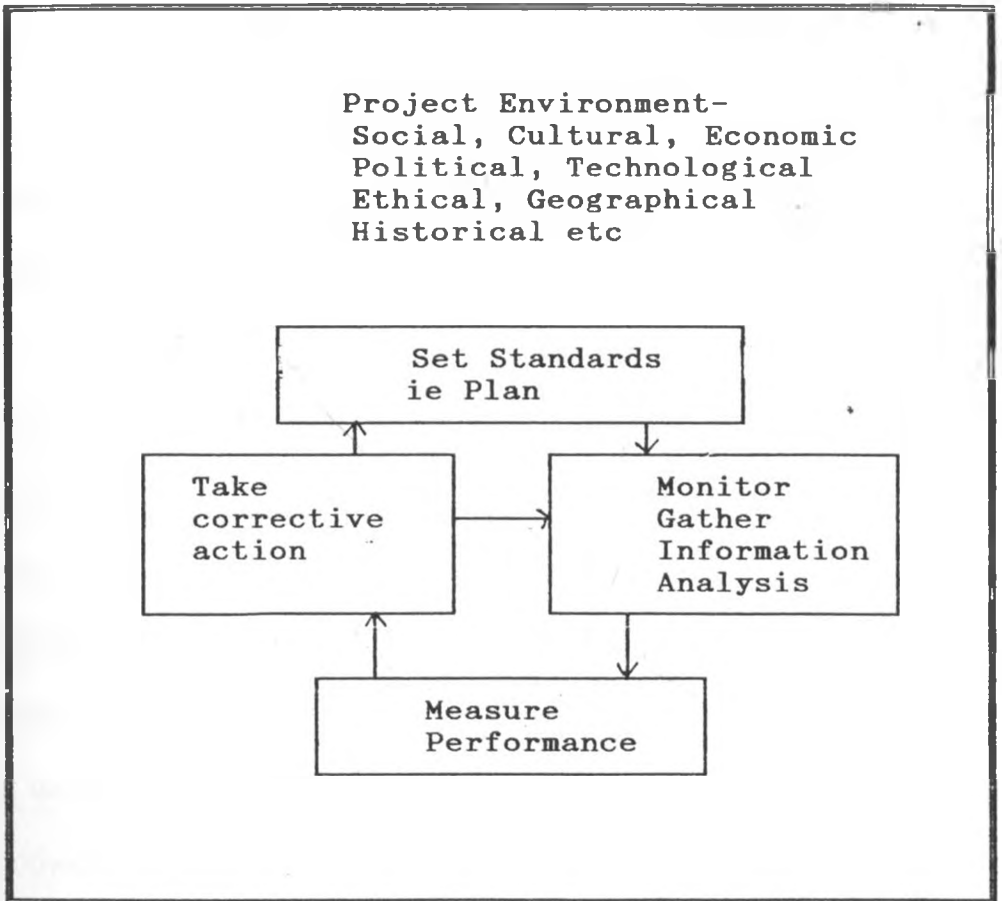 Project Environment-
Social, Cultural, Economic
Political, Technological
Ethical, Geographical
Historical etc
Set Standards
ie Plan
Take
corrective
action
Monitor
Gather
Information
Analysis
Measure
Performance